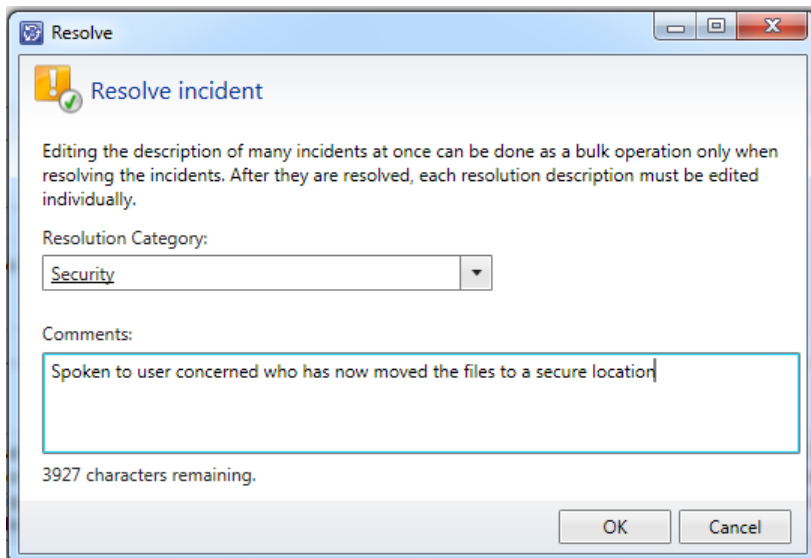 Resolve
Resolve incident
Editing the description of many incidents at once can be done as a bulk operation only when
resolving the incidents. After they are resolved, each resolution description must be edited
individually.
Resolution Category:
Security
Comments:
Spoken to user concerned who has now moved the files to a secure location
3927 characters remaining.
OK Cancel